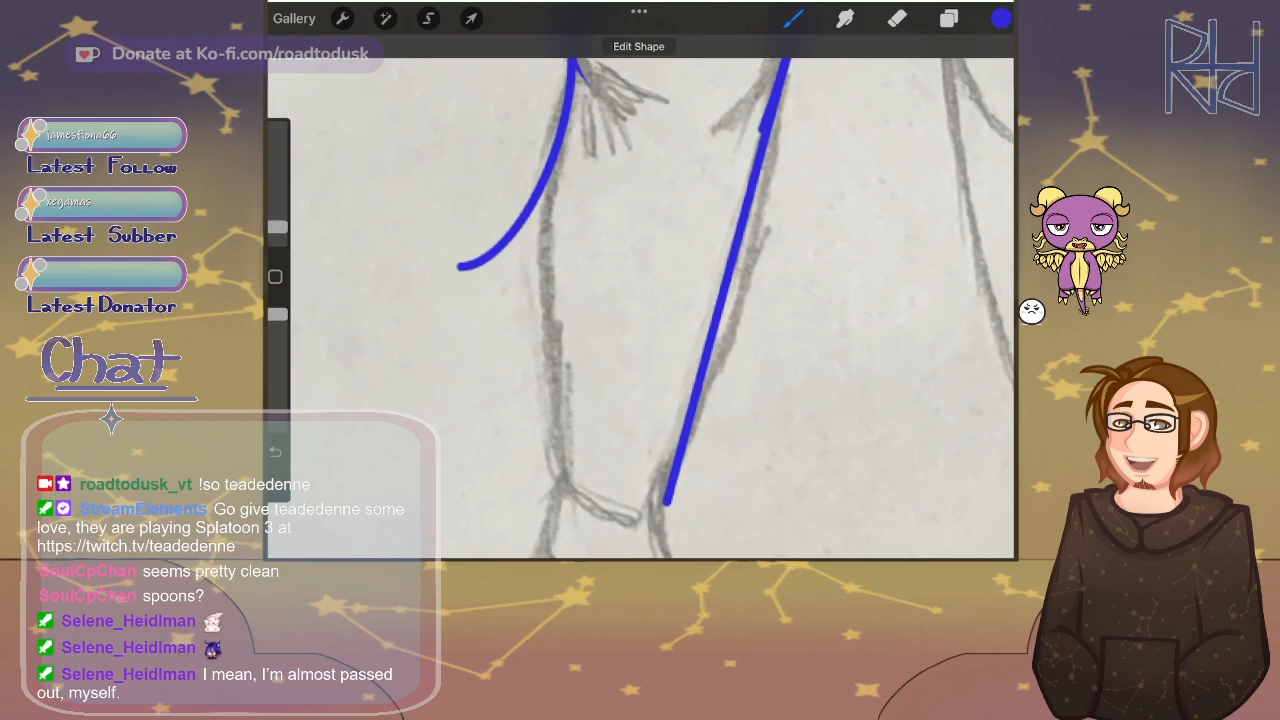 Gallery
Edit Shape
Donate at Ko-fi.com/roadtodusk
jamesfiona66
Latest Follow
xegamas
Latest Subber
Latest Donator
Chat
roadtodusk_vt !so teadedenne
StreamElements Go give teadedenne some
love, they are playing Splatoon 3 at
https://twitch.tv/teadedenne
SoulCpChan seems pretty clean
SoulCpChan spoons?
Selene_Heidlman
Selene_Heidlman
Selene_Heidlman I mean, I'm almost passed
out, myself.